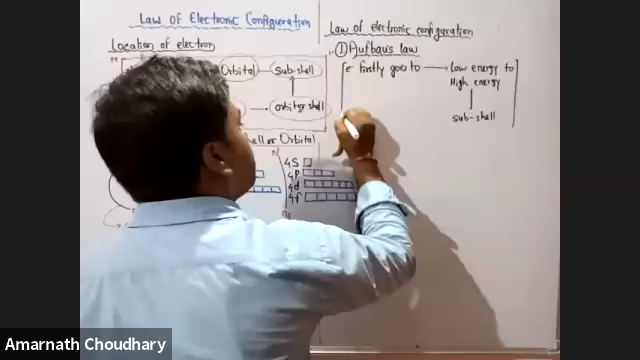 Law of Electronic Configuration
Location of electron
Orbital
sub-shell
orbit or shell
shell or Orbital
4S
4P
4d
4f
Law of electronic configuration
① Aufbau's law
e⁻ firstly goes to → Low energy to
High energy
sub-shell
Amarnath Choudhary